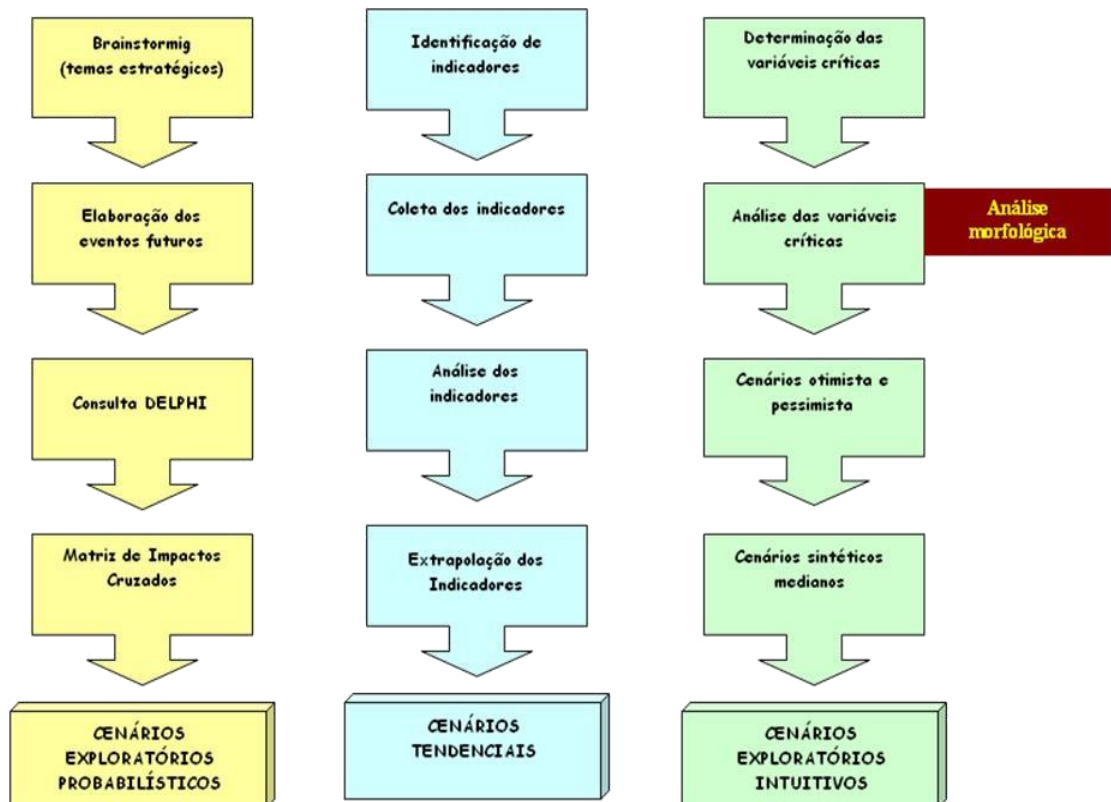 Brainstormig
(temas estratégicos)
Elaboração dos
eventos futuros
Consulta DELPHI
Matriz de Impactos
Cruzados
CENÁRIOS
EXPLORATÓRIOS
PROBABILÍSTICOS
Identificação de
indicadores
Coleta dos indicadores
Análise dos
indicadores
Extrapolação dos
Indicadores
CENÁRIOS
TENDENCIAIS
Determinação das
variáveis críticas
Análise das variáveis
críticas
Análise
morfológica
Cenários otimista e
pessimista
Cenários sintéticos
medianos
CENÁRIOS
EXPLORATÓRIOS
INTUITIVOS